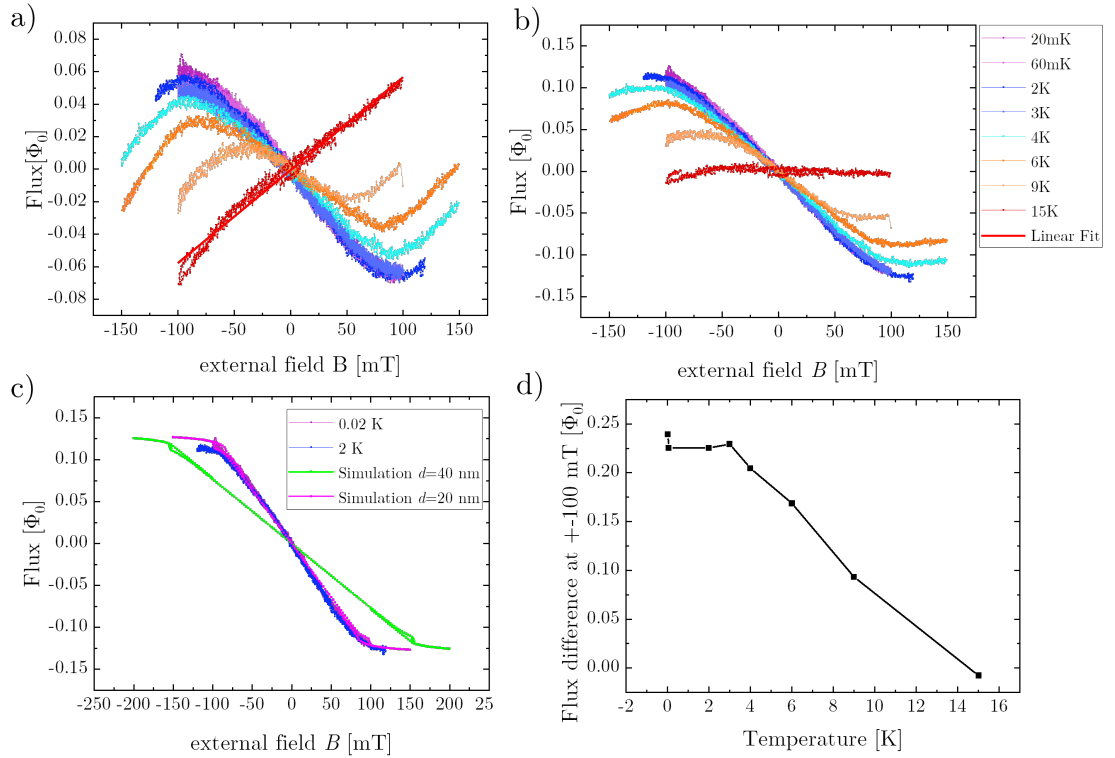 a)
0.08
0.06
0.04
0.02
0.00
-0.02
-0.04
-0.06
-0.08
Flux[Φ₀]
-150 -100 -50 0 50 100 150
external field B [mT]
b)
0.15
0.10
0.05
0.00
-0.05
-0.10
-0.15
Flux [Φ₀]
-150 -100 -50 0 50 100 150
external field B [mT]
20mK
60mK
2K
3K
4K
6K
9K
15K
Linear Fit
c)
0.15
0.10
0.05
0.00
-0.05
-0.10
-0.15
Flux [Φ₀]
0.02 K
2 K
Simulation d=40 nm
Simulation d=20 nm
-250 -200 -150 -100 -50 0 50 100 150 200 25
external field B [mT]
d)
0.25
0.20
0.15
0.10
0.05
0.00
Flux difference at +-100 mT [Φ₀]
-2 0 2 4 6 8 10 12 14 16
Temperature [K]